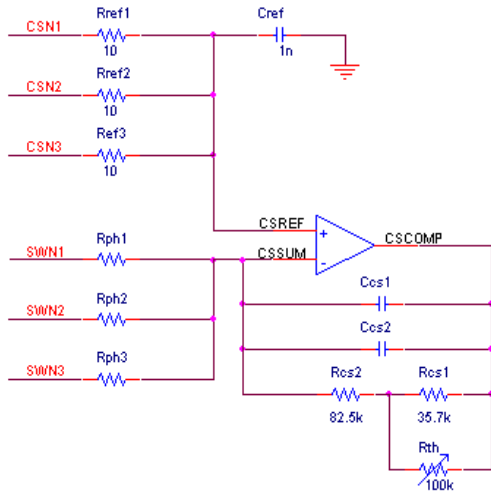 CSN1
Rref1
10
Cref
1n
CSN2
Rref2
10
CSN3
Rref3
10
CSREF
+
CSCOMP
SWN1
Rph1
CSSUM
-
SWN2
Rph2
Ccs1
SWN3
Rph3
Ccs2
Rcs2
82.5k
Rcs1
35.7k
Rth
100k